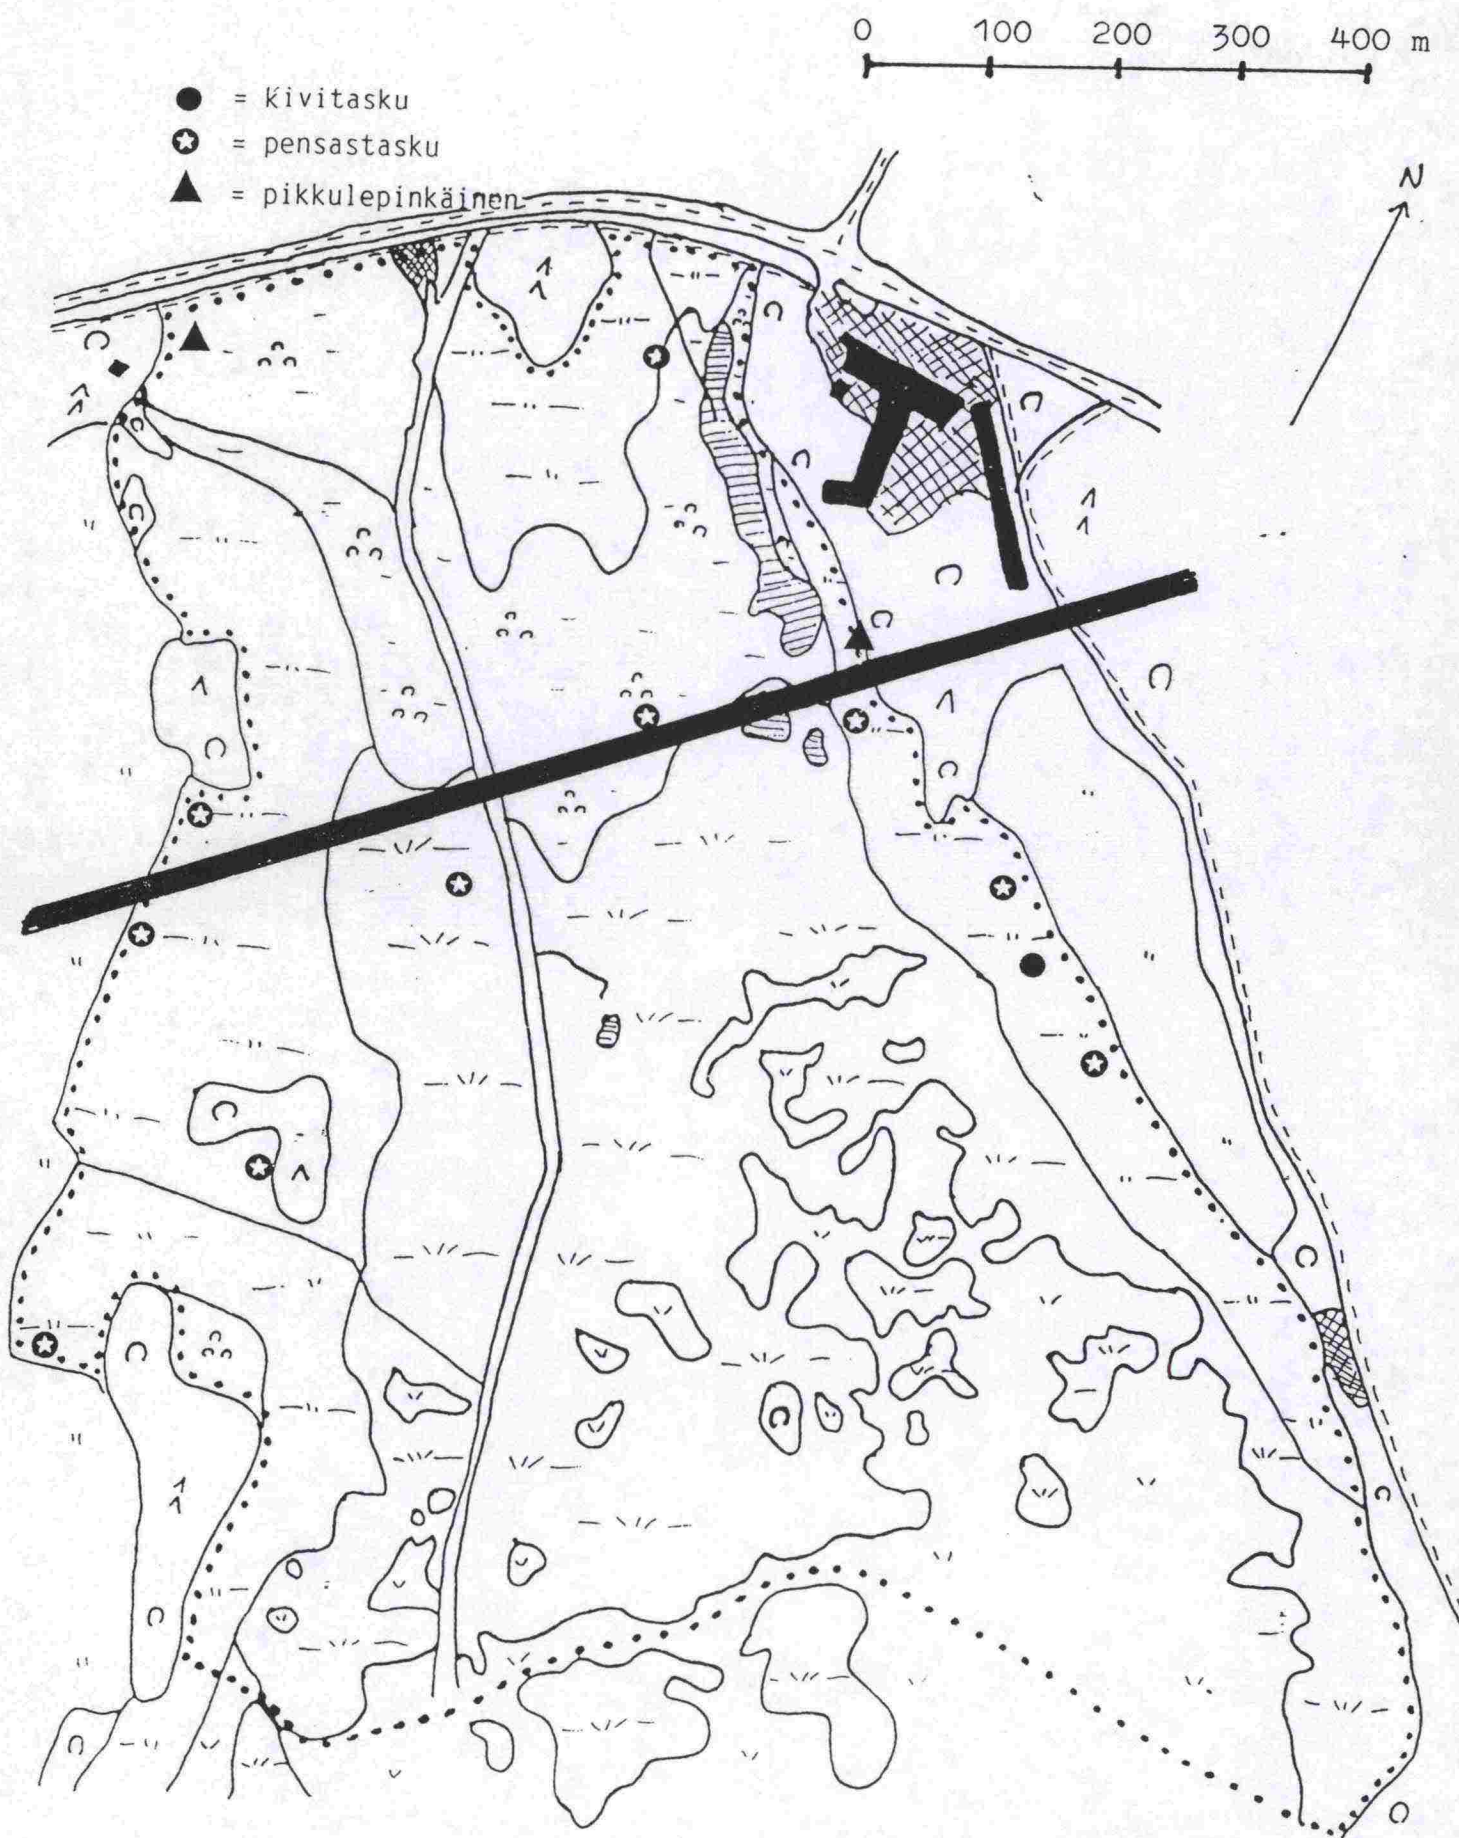 0 100 200 300 400 m
= kivitasku
= pensastasku
= pikkulepinkäinen
N